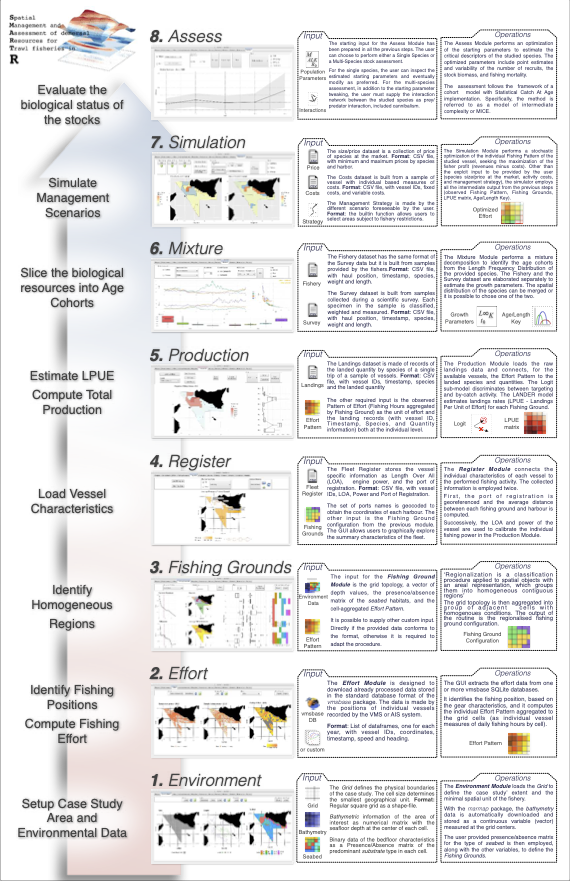 Spatial
Management and
Assessment of demersal
Resources for
Trawl fisheries in
R
8. Assess
Evaluate the
biological status of
the stocks
Input
Population
Parameters
Interactions
The starting input for the Assess Module has
been prepared in all the previous steps. The user
can choose to perform either a Single Species or
a Multi-Species stock assessment.
For the single species, the user can inspect the
estimated starting parameters and eventually
modify as preferred. For the multi-species
assessment, in addition to the starting parameter
tweaking, the user must supply the interaction
network between the studied species as prey/
predator interaction, included cannibalism.
Operations
The Assess Module performs an optimization
of the starting parameters to estimate the
critical descriptors of the studied species. The
optimized parameters include point estimates
and variability of the number of recruits, the
stock biomass, and fishing mortality.
The assessment follows the framework of a
cohort model with Statistical Catch At Age
implementation. Specifically, the method is
referred as a model of intermediate
complexity or MICE.
7. Simulation
Simulate
Management
Scenarios
Input
Price
Costs
Strategy
The size/price dataset is a collection of price
of species at the market. Format: CSV file,
with minimum and maximum prices by species
and harbor.
The Costs dataset is built from a sample of
vessel with individual based measures of
costs. Format: CSV file, with vessel IDs, fixed
costs, and variable costs.
The Management Strategy is made by the
different scenario foreseeable by the user.
Format: the builtin function allows users to
select areas subject to fishery restrictions.
Operations
The Simulation Module performs a stochastic
optimization of the Individual Fishing Pattern of the
studied vessel, seeking the maximization of the
fisher profit (revenues minus costs). Other than
the explicit input to be provided by the user
(species size/price at the market, activity costs,
and management strategy), the simulator employs
all the intermediate output from the previous steps
(observed Fishing Pattern, Fishing Grounds,
LPUE matrix, Age/Length Key).
Optimized
Effort
6. Mixture
Slice the biological
resources into Age
Cohorts
Input
Fishery
Survey
The Fishery dataset has the same format of
the Survey data but it is built from samples
provided by the fishers. Format: CSV file,
with haul position, timestamp, species,
weight and length.
The Survey dataset is built from samples
collected during a scientific survey. Each
specimen in the sample is classified,
weighted and measured. Format: CSV file,
with haul position, timestamp, species,
weight and length.
Operations
The Mixture Module performs a mixture
decomposition to identify the age cohorts
from the Length Frequency Distribution of
the provided species. The Fishery and the
Survey dataset are elaborated separately to
estimate the growth parameters. The spatial
distribution of the species can be merged or
it is possible to chose one of the two.
Growth
Parameters
L∞ K
t0
Age/Length
Key
5. Production
Estimate LPUE
Compute Total
Production
Input
Landings
Effort
Pattern
The Landings dataset is made of records of
the landed quantity by species of a single
trip of a sample of vessels. Format: CSV
file, with vessel IDs, timestamp, species
and the landed quantity
The other required input is the observed
Pattern of Effort (Fishing Hours aggregated
by Fishing Ground) as the unit of effort and
the landing records (with vessel ID,
Timestamp, Species, and Quantity
information) both at the individual level.
Operations
The Production Module loads the raw
landings data and connects, for the
available vessels, the Effort Pattern to the
landed species and quantities. The Logit
sub-model discriminates between targeting
and by-catch activity. The LANDER model
estimates landings rates (LPUE - Landings
Per Unit of Effort) for each Fishing Ground.
Logit
LPUE
matrix
4. Register
Load Vessel
Characteristics
Input
Fleet
Register
Fishing
Grounds
The Fleet Register stores the vessel
specific information as Length Over All
(LOA), engine power, and the port of
registration. Format: CSV file, with vessel
IDs, LOA, Power and Port of Registration.
The set of ports names is geocoded to
obtain the coordinates of each harbour. The
other input is the Fishing Ground
configuration from the previous module.
The GUI allows users to graphically explore
the summary characteristics of the fleet.
Operations
The Register Module connects the
individual characteristics of each vessel to
the performed fishing activity. The collected
information is employed twice.
First, the port of registration is
georeferenced and the average distance
between each fishing ground and harbour is
computed.
Successively, the LOA and power of the
vessel are used to calibrate the individual
fishing power in the Production Module.
3. Fishing Grounds
Identify
Homogeneous
Regions
Input
Environment
Data
Effort
Pattern
The input for the Fishing Ground
Module is the grid topology, a vector of
depth values, the presence/absence
matrix of the seabed habitats, and the
cell-aggregated Effort Pattern.
It is possible to supply other custom input.
Directly if the provided data conforms to
the format, otherwise it is required to
adapt the procedure.
Operations
Regionalization is a classification
procedure applied to spatial objects with
an areal representation, which groups
them into homogeneous contiguous
regions'
The grid topology is then aggregated into
group of adjacent cells with
homogenues conditions. The output of
the routine is the regionalised fishing
ground configuration.
Fishing Ground
Configuration
2. Effort
Identify Fishing
Positions
Compute Fishing
Effort
Input
vmsbase
DB
or custom
The Effort Module is designed to
download already processed data stored
in the standard database format of the
vmsbase package. The data is made by
the positions of individual vessels
recorded by the VMS or AIS system.
Format: List of dataframes, one for each
year, with vessel IDs, coordinates,
timestamp, speed and heading.
Operations
The GUI extracts the effort data from one
or more vmsbase SQLite databases.
It identifies the fishing position, based on
the gear characteristics, and it computes
the individual Effort Pattern aggregated to
the grid cells (as individual vessel
measures of daily fishing hours by cell).
Effort Pattern
1. Environment
Setup Case Study
Area and
Environmental Data
Input
Grid
Bathymetry
Seabed
The Grid defines the physical boundaries
of the case study. The cell size determines
the smallest geographical unit. Format:
Regular square grid as a shape-file.
Bathymetric information of the area of
interest as numerical matrix with the
seafloor depth at the center of each cell.
Binary data of the bedflor characteristics
as a Presence/Absence matrix of the
predominant substrate type in each cell.
Operations
The Environment Module loads the Grid to
define the case study' extent and the
minimal spatial unit of the fishery.
With the marmap package, the bathymetry
data is automatically downloaded and
stored as a continuous variable (vector)
measured at the grid centers.
The user provided presence/absence matrix
for the type of seabed is then employed,
along with the other variables, to define the
Fishing Grounds.